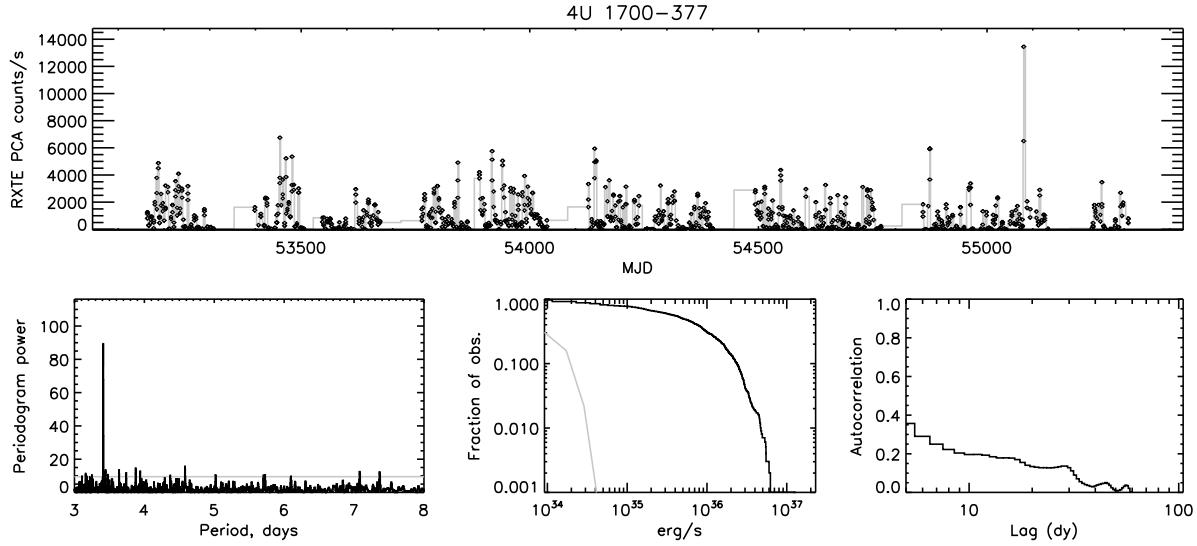 4U 1700-377
RXTE PCA counts/s
14000
12000
10000
8000
6000
4000
2000
0
53500 54000 54500 55000
MJD
Periodogram power
100
80
60
40
20
0
3 4 5 6 7 8
Period, days
Fraction of obs.
1.000
0.100
0.010
0.001
10^34 10^35 10^36 10^37
erg/s
Autocorrelation
1.0
0.8
0.6
0.4
0.2
0.0
10 100
Lag (dy)